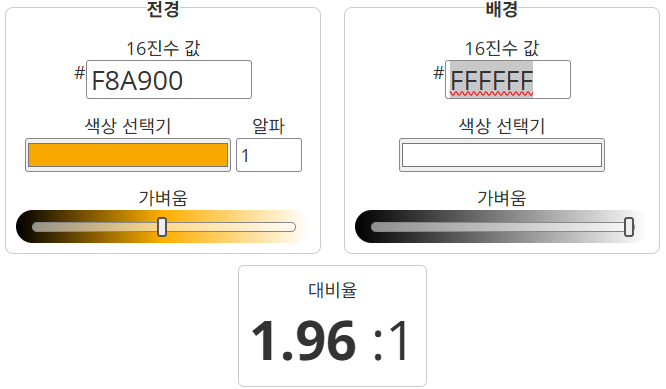 전경
16진수 값
# F8A900
색상 선택기
알파
1
가벼움
배경
16진수 값
# FFFFFF
색상 선택기
가벼움
대비율
1.96 :1